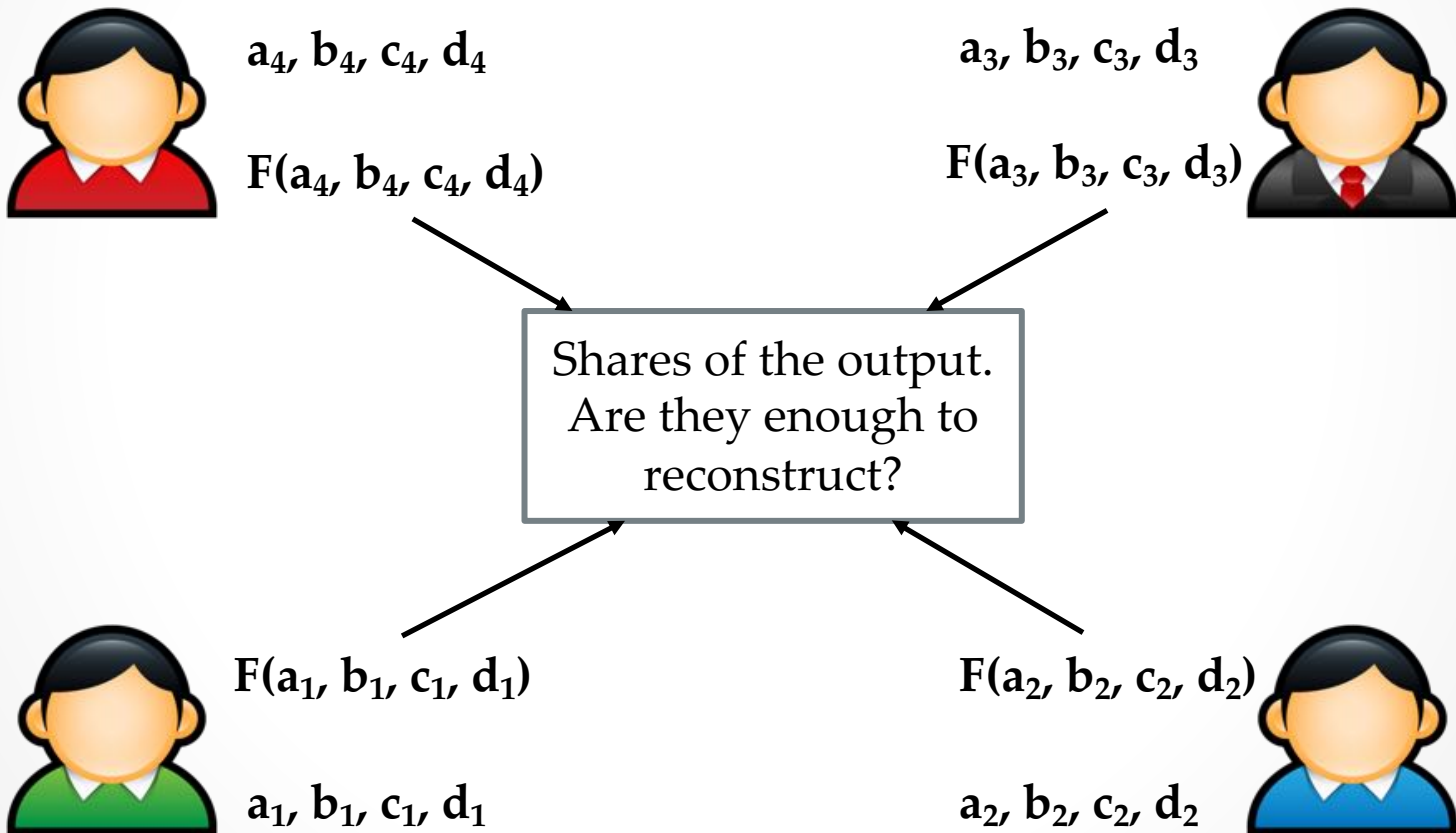 a₄, b₄, c₄, d₄
a₃, b₃, c₃, d₃
F(a₄, b₄, c₄, d₄)
F(a₃, b₃, c₃, d₃)
Shares of the output.
Are they enough to
reconstruct?
F(a₁, b₁, c₁, d₁)
F(a₂, b₂, c₂, d₂)
a₁, b₁, c₁, d₁
a₂, b₂, c₂, d₂